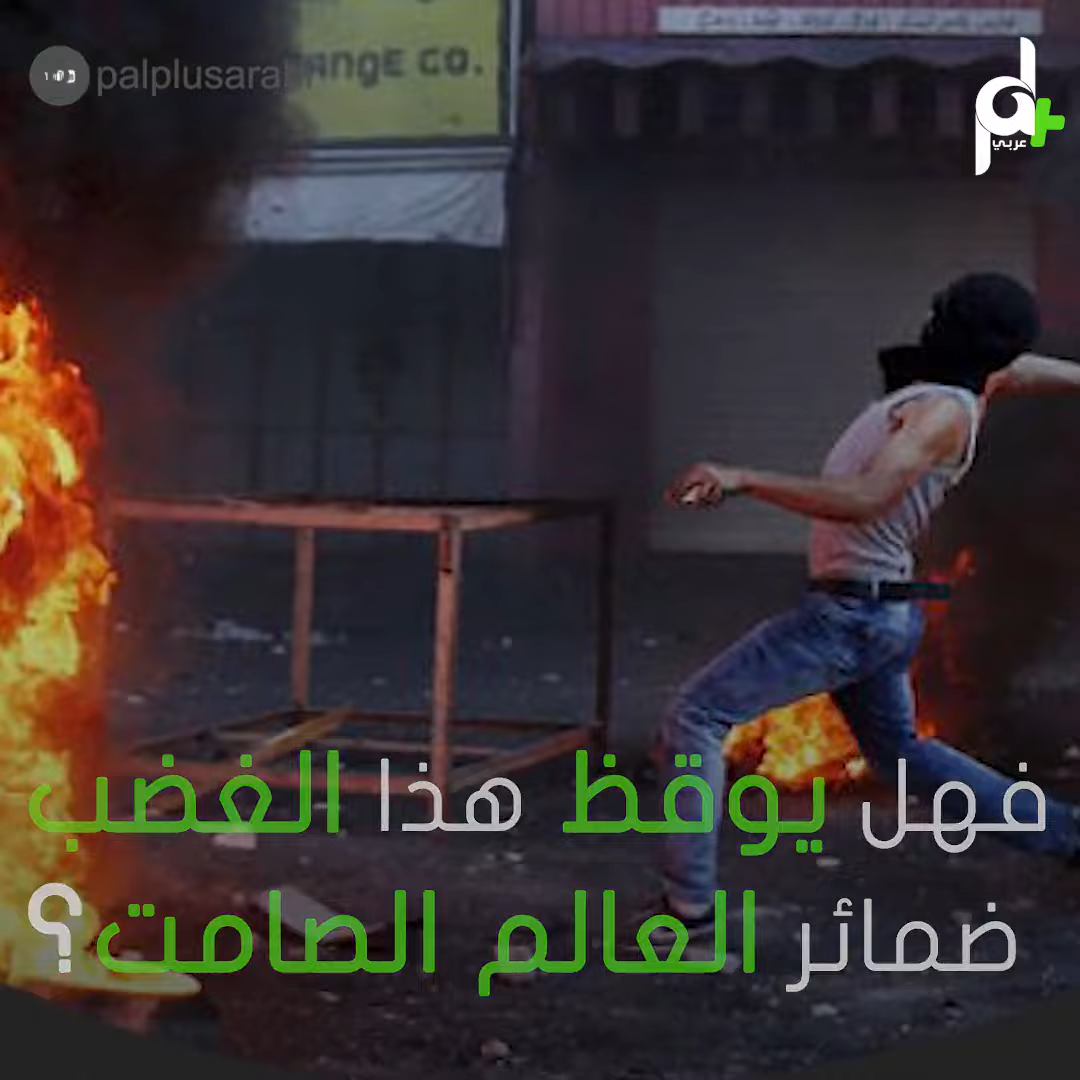 palplusara
ange CO.
عربي
فهل يوقظ هذا الغضب
ضمائر العالم الصامت؟